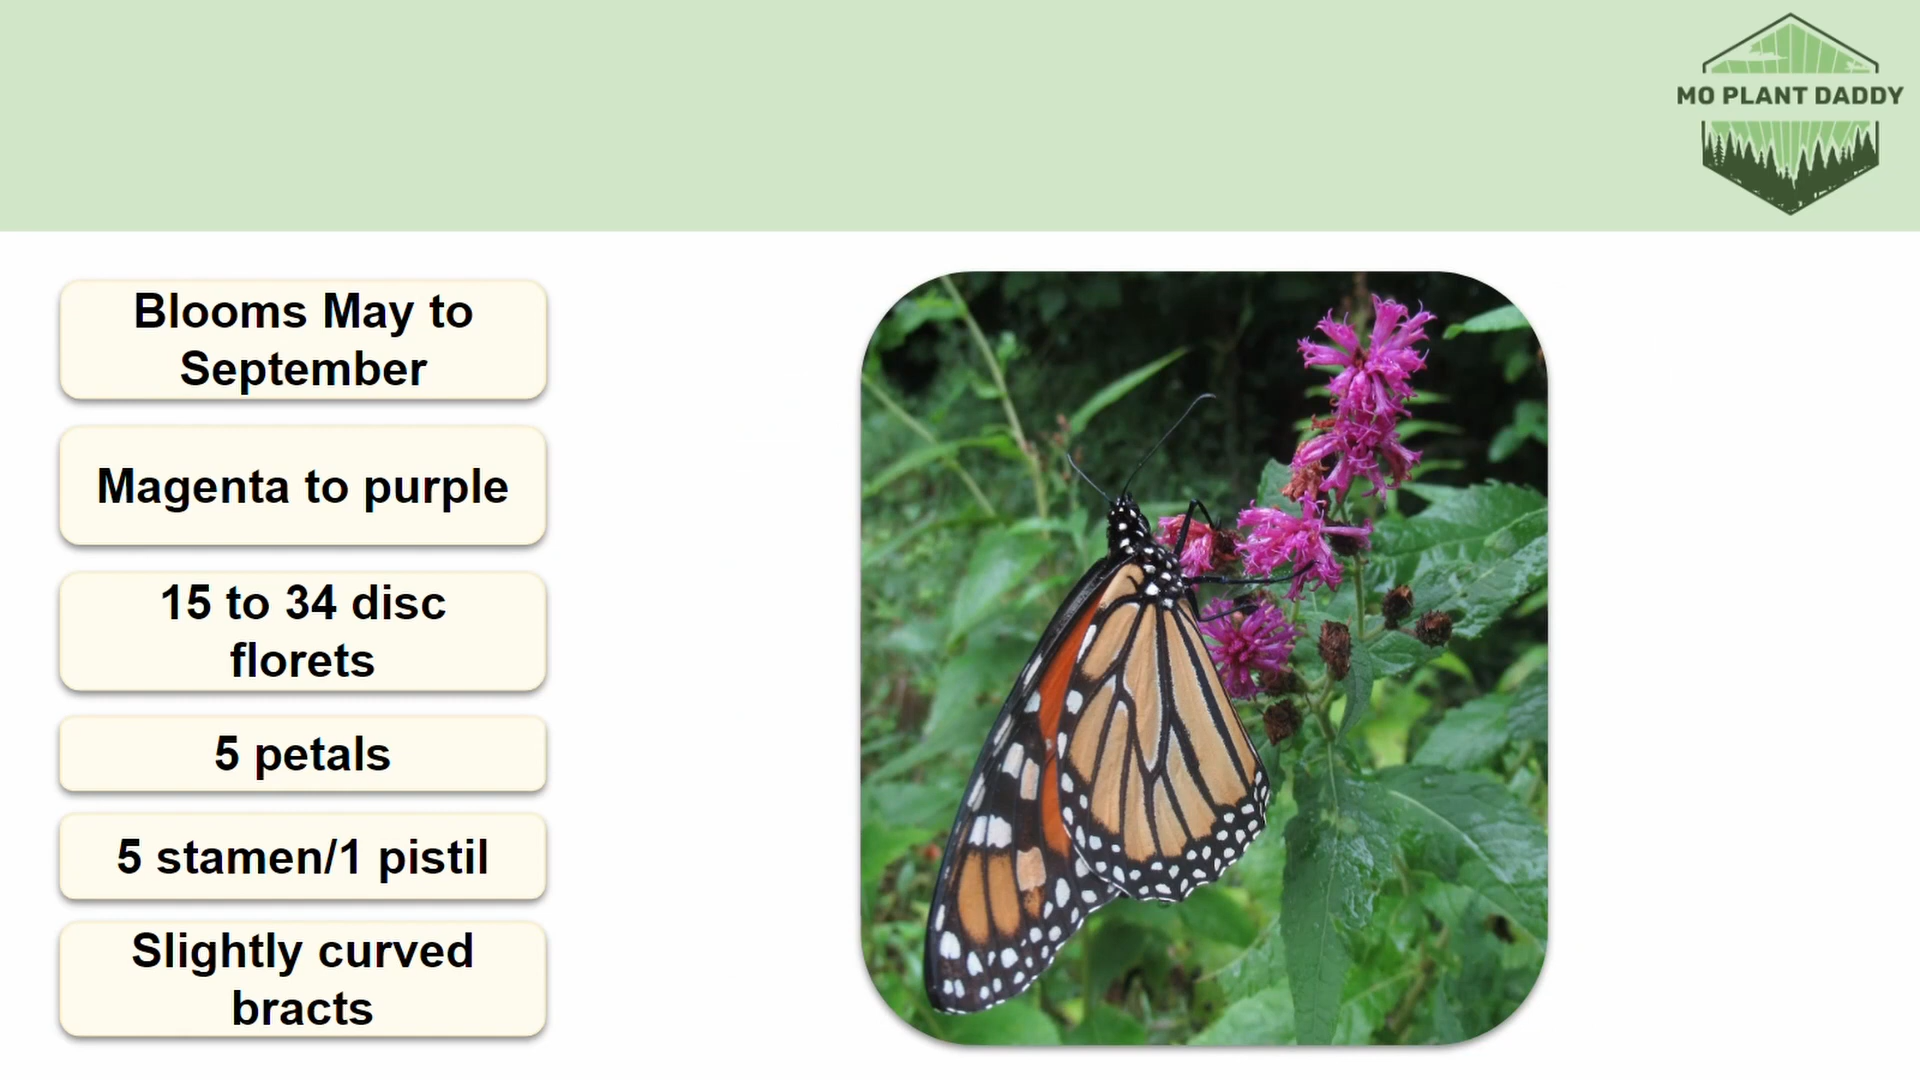 MO PLANT DADDY
Blooms May to
September
Magenta to purple
15 to 34 disc
florets
5 petals
5 stamen/1 pistil
Slightly curved
bracts